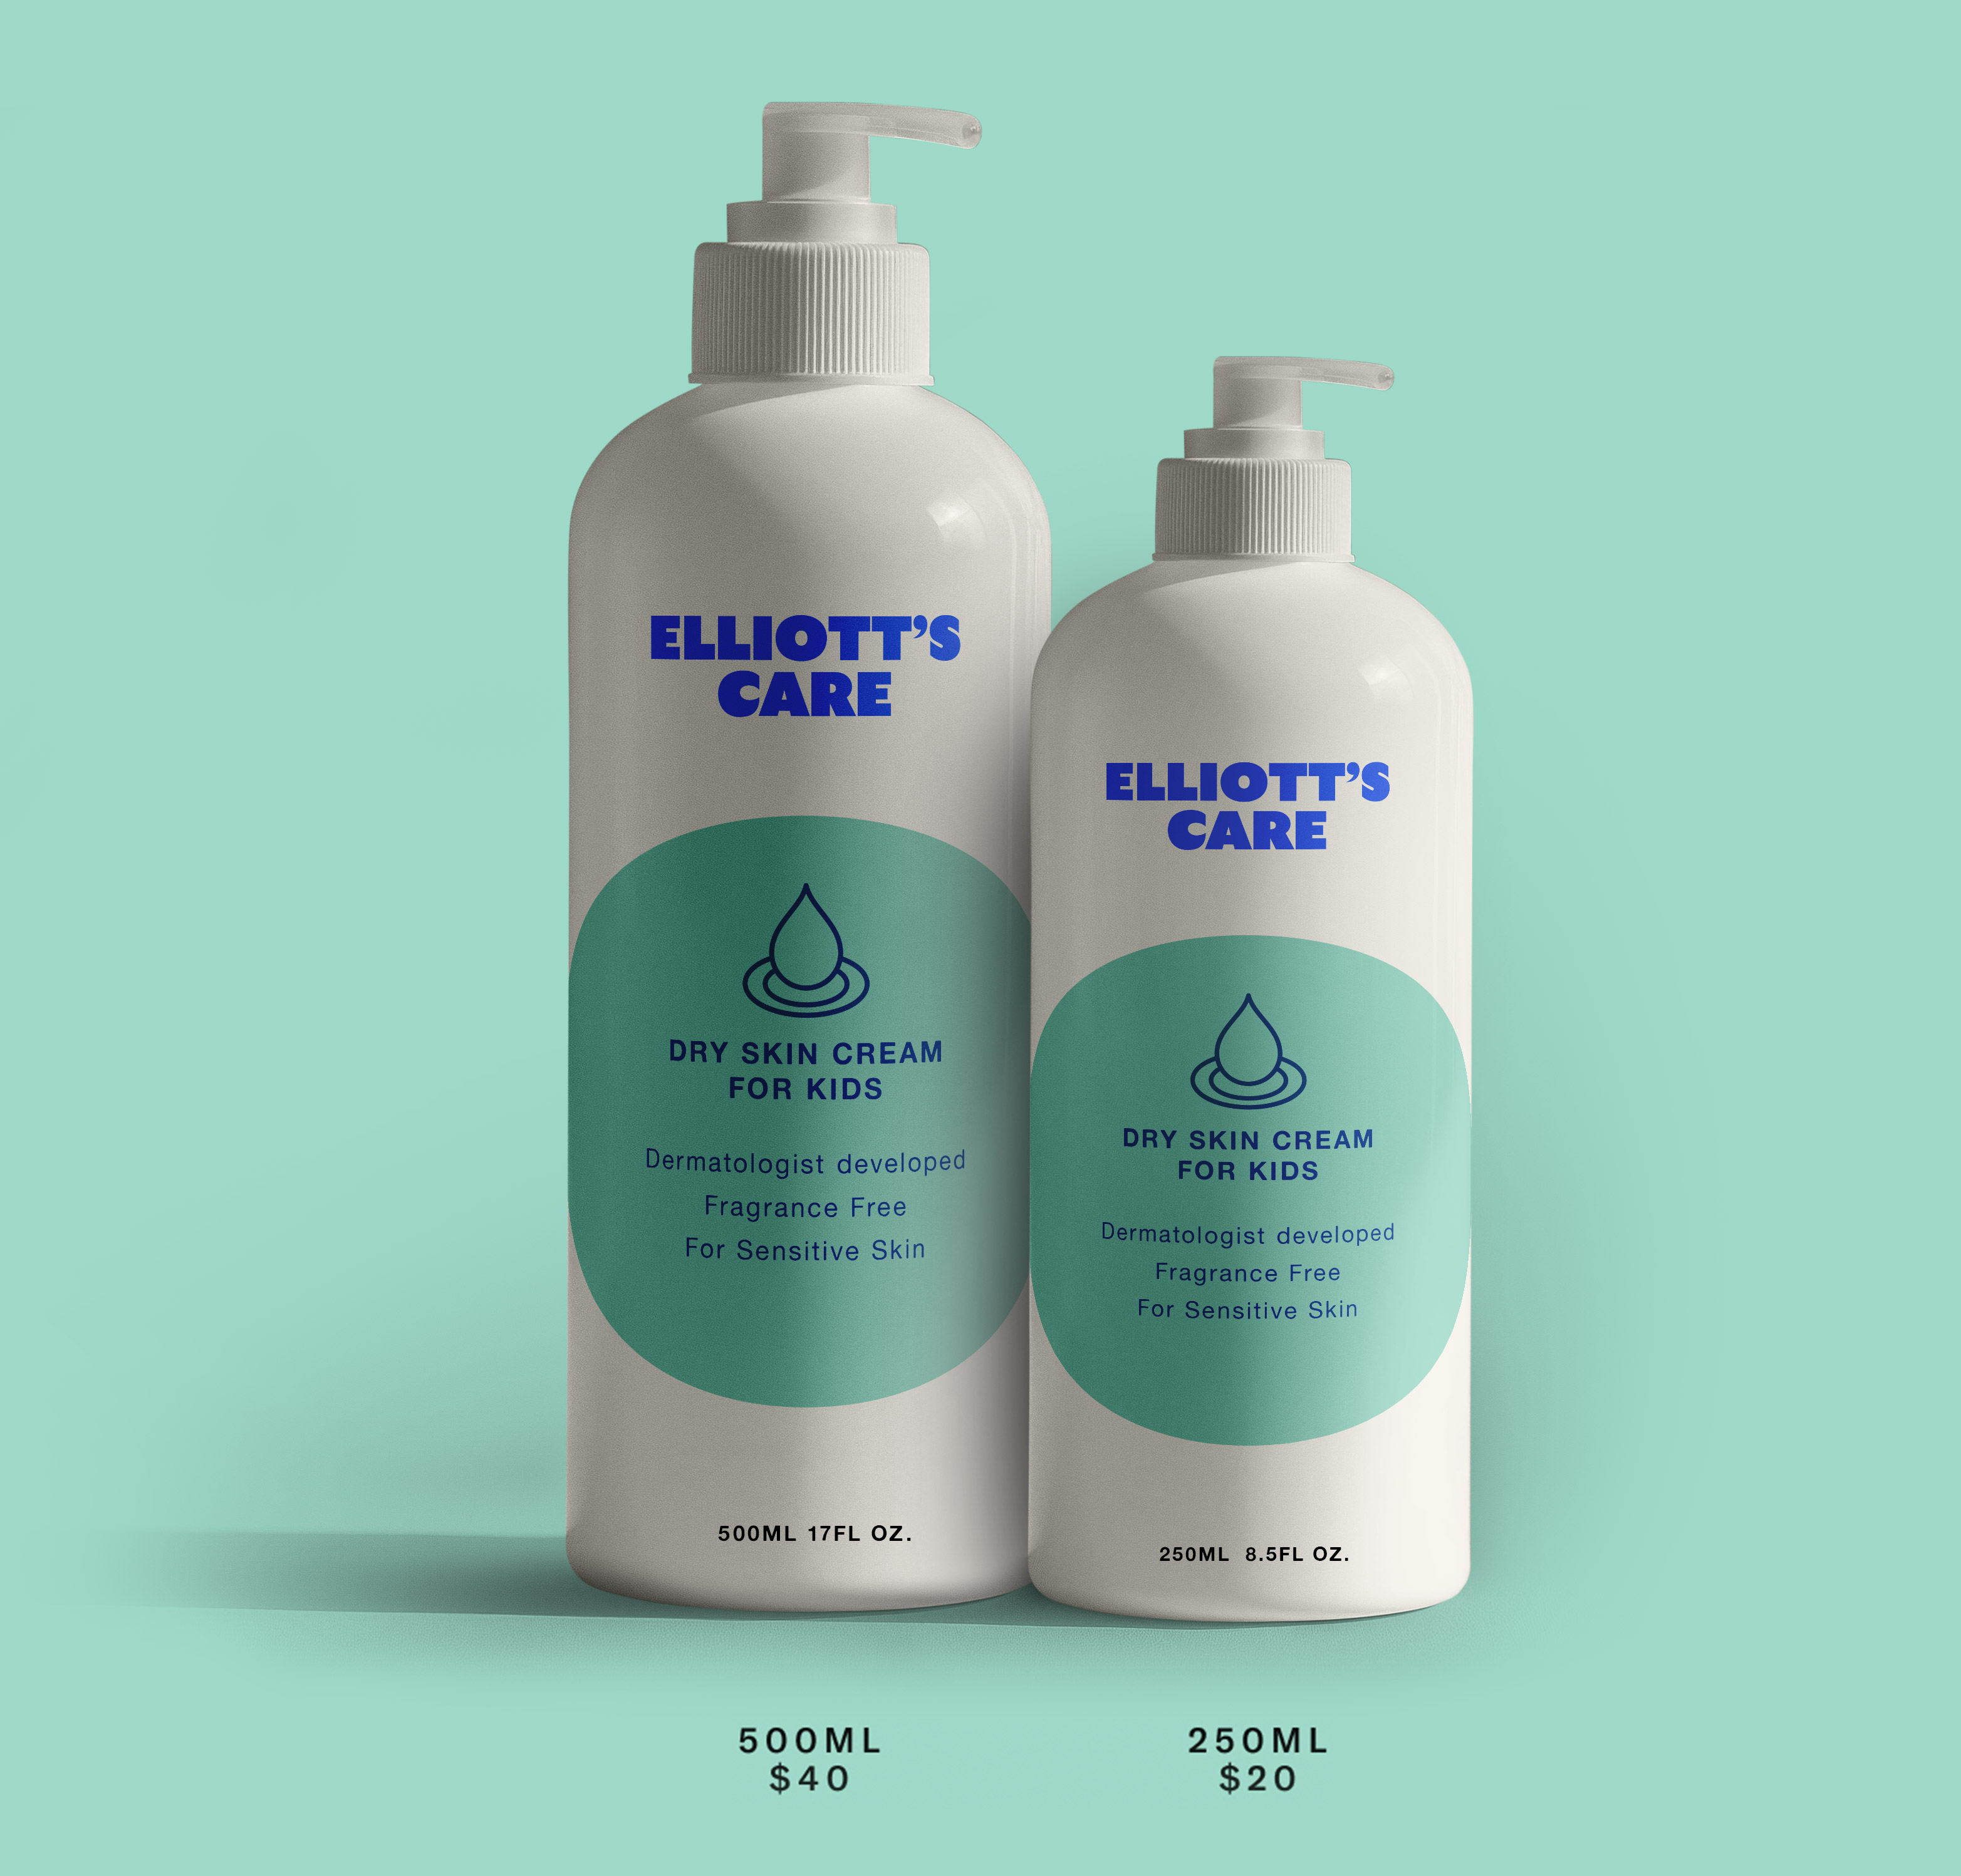 ELLIOTT’S
CARE
DRY SKIN CREAM
FOR KIDS
Dermatologist developed
Fragrance Free
For Sensitive Skin
500ML 17FL OZ.
ELLIOTT’S
CARE
DRY SKIN CREAM
FOR KIDS
Dermatologist developed
Fragrance Free
For Sensitive Skin
250ML 8.5FL OZ.
500ML
$40
250ML
$20